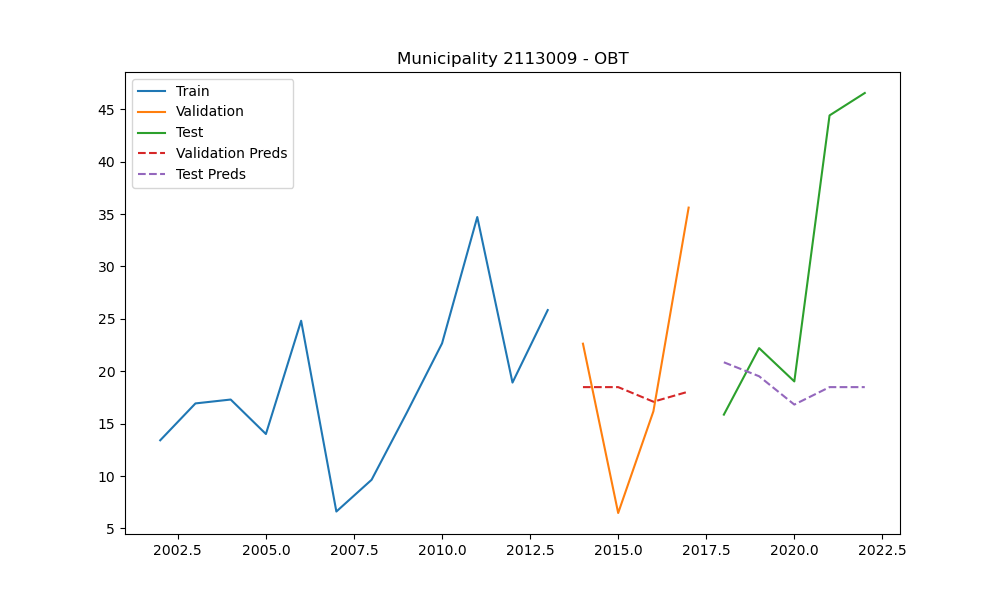 Municipality 2113009 - OBT
Train
Validation
Test
Validation Preds
Test Preds
45
40
35
30
25
20
15
10
5
2002.5 2005.0 2007.5 2010.0 2012.5 2015.0 2017.5 2020.0 2022.5